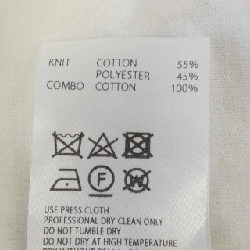 KNIT COTTON 55%
POLYESTER 45%
COMBO COTTON 100%
F
USE PRESS CLOTH
PROFESSIONAL DRY CLEAN ONLY
DO NOT TUMBLE DRY
DO NOT DRY AT HIGH TEMPERATURE